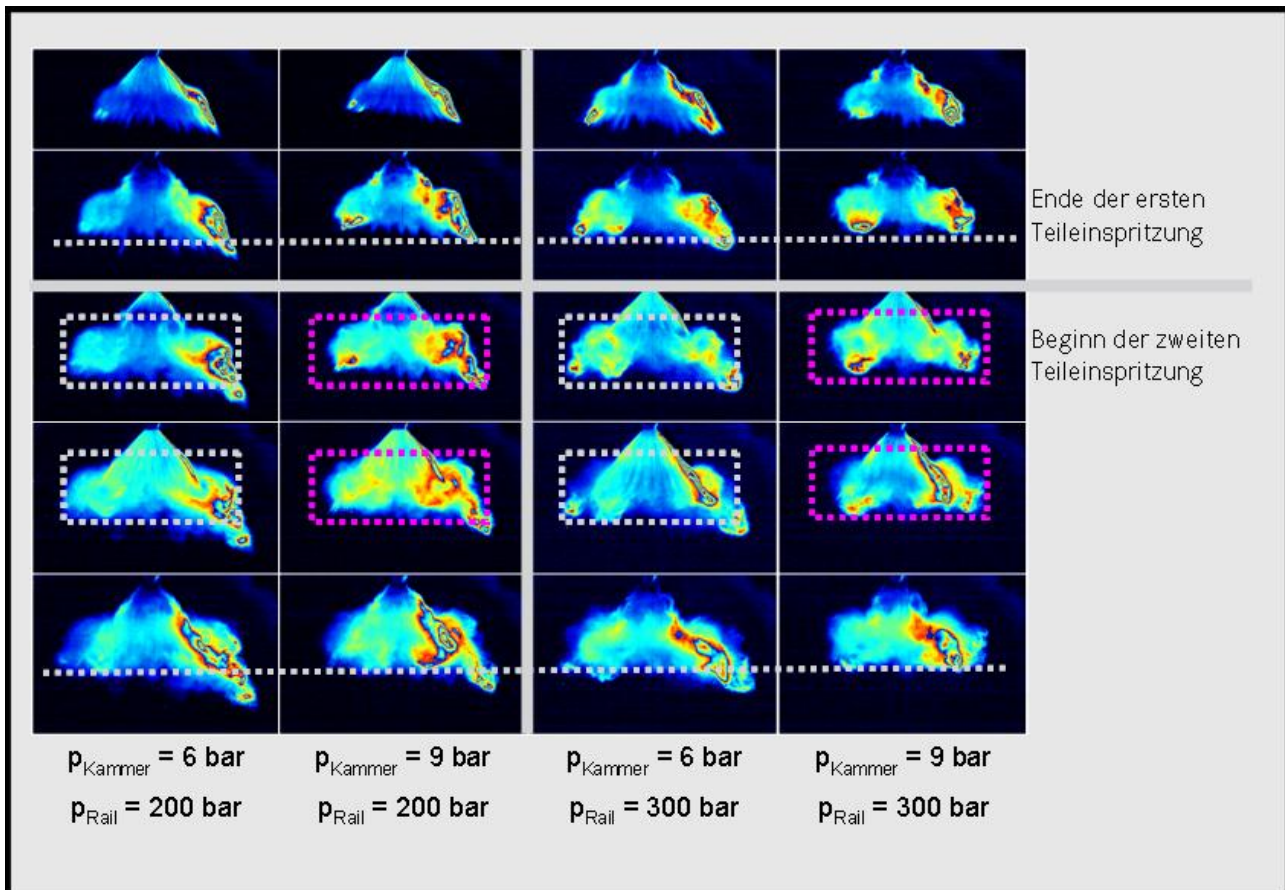 Ende der ersten
Teileinspritzung
Beginn der zweiten
Teileinspritzung
pKammer = 6 bar
pRail = 200 bar
pKammer = 9 bar
pRail = 200 bar
pKammer = 6 bar
pRail = 300 bar
pKammer = 9 bar
pRail = 300 bar